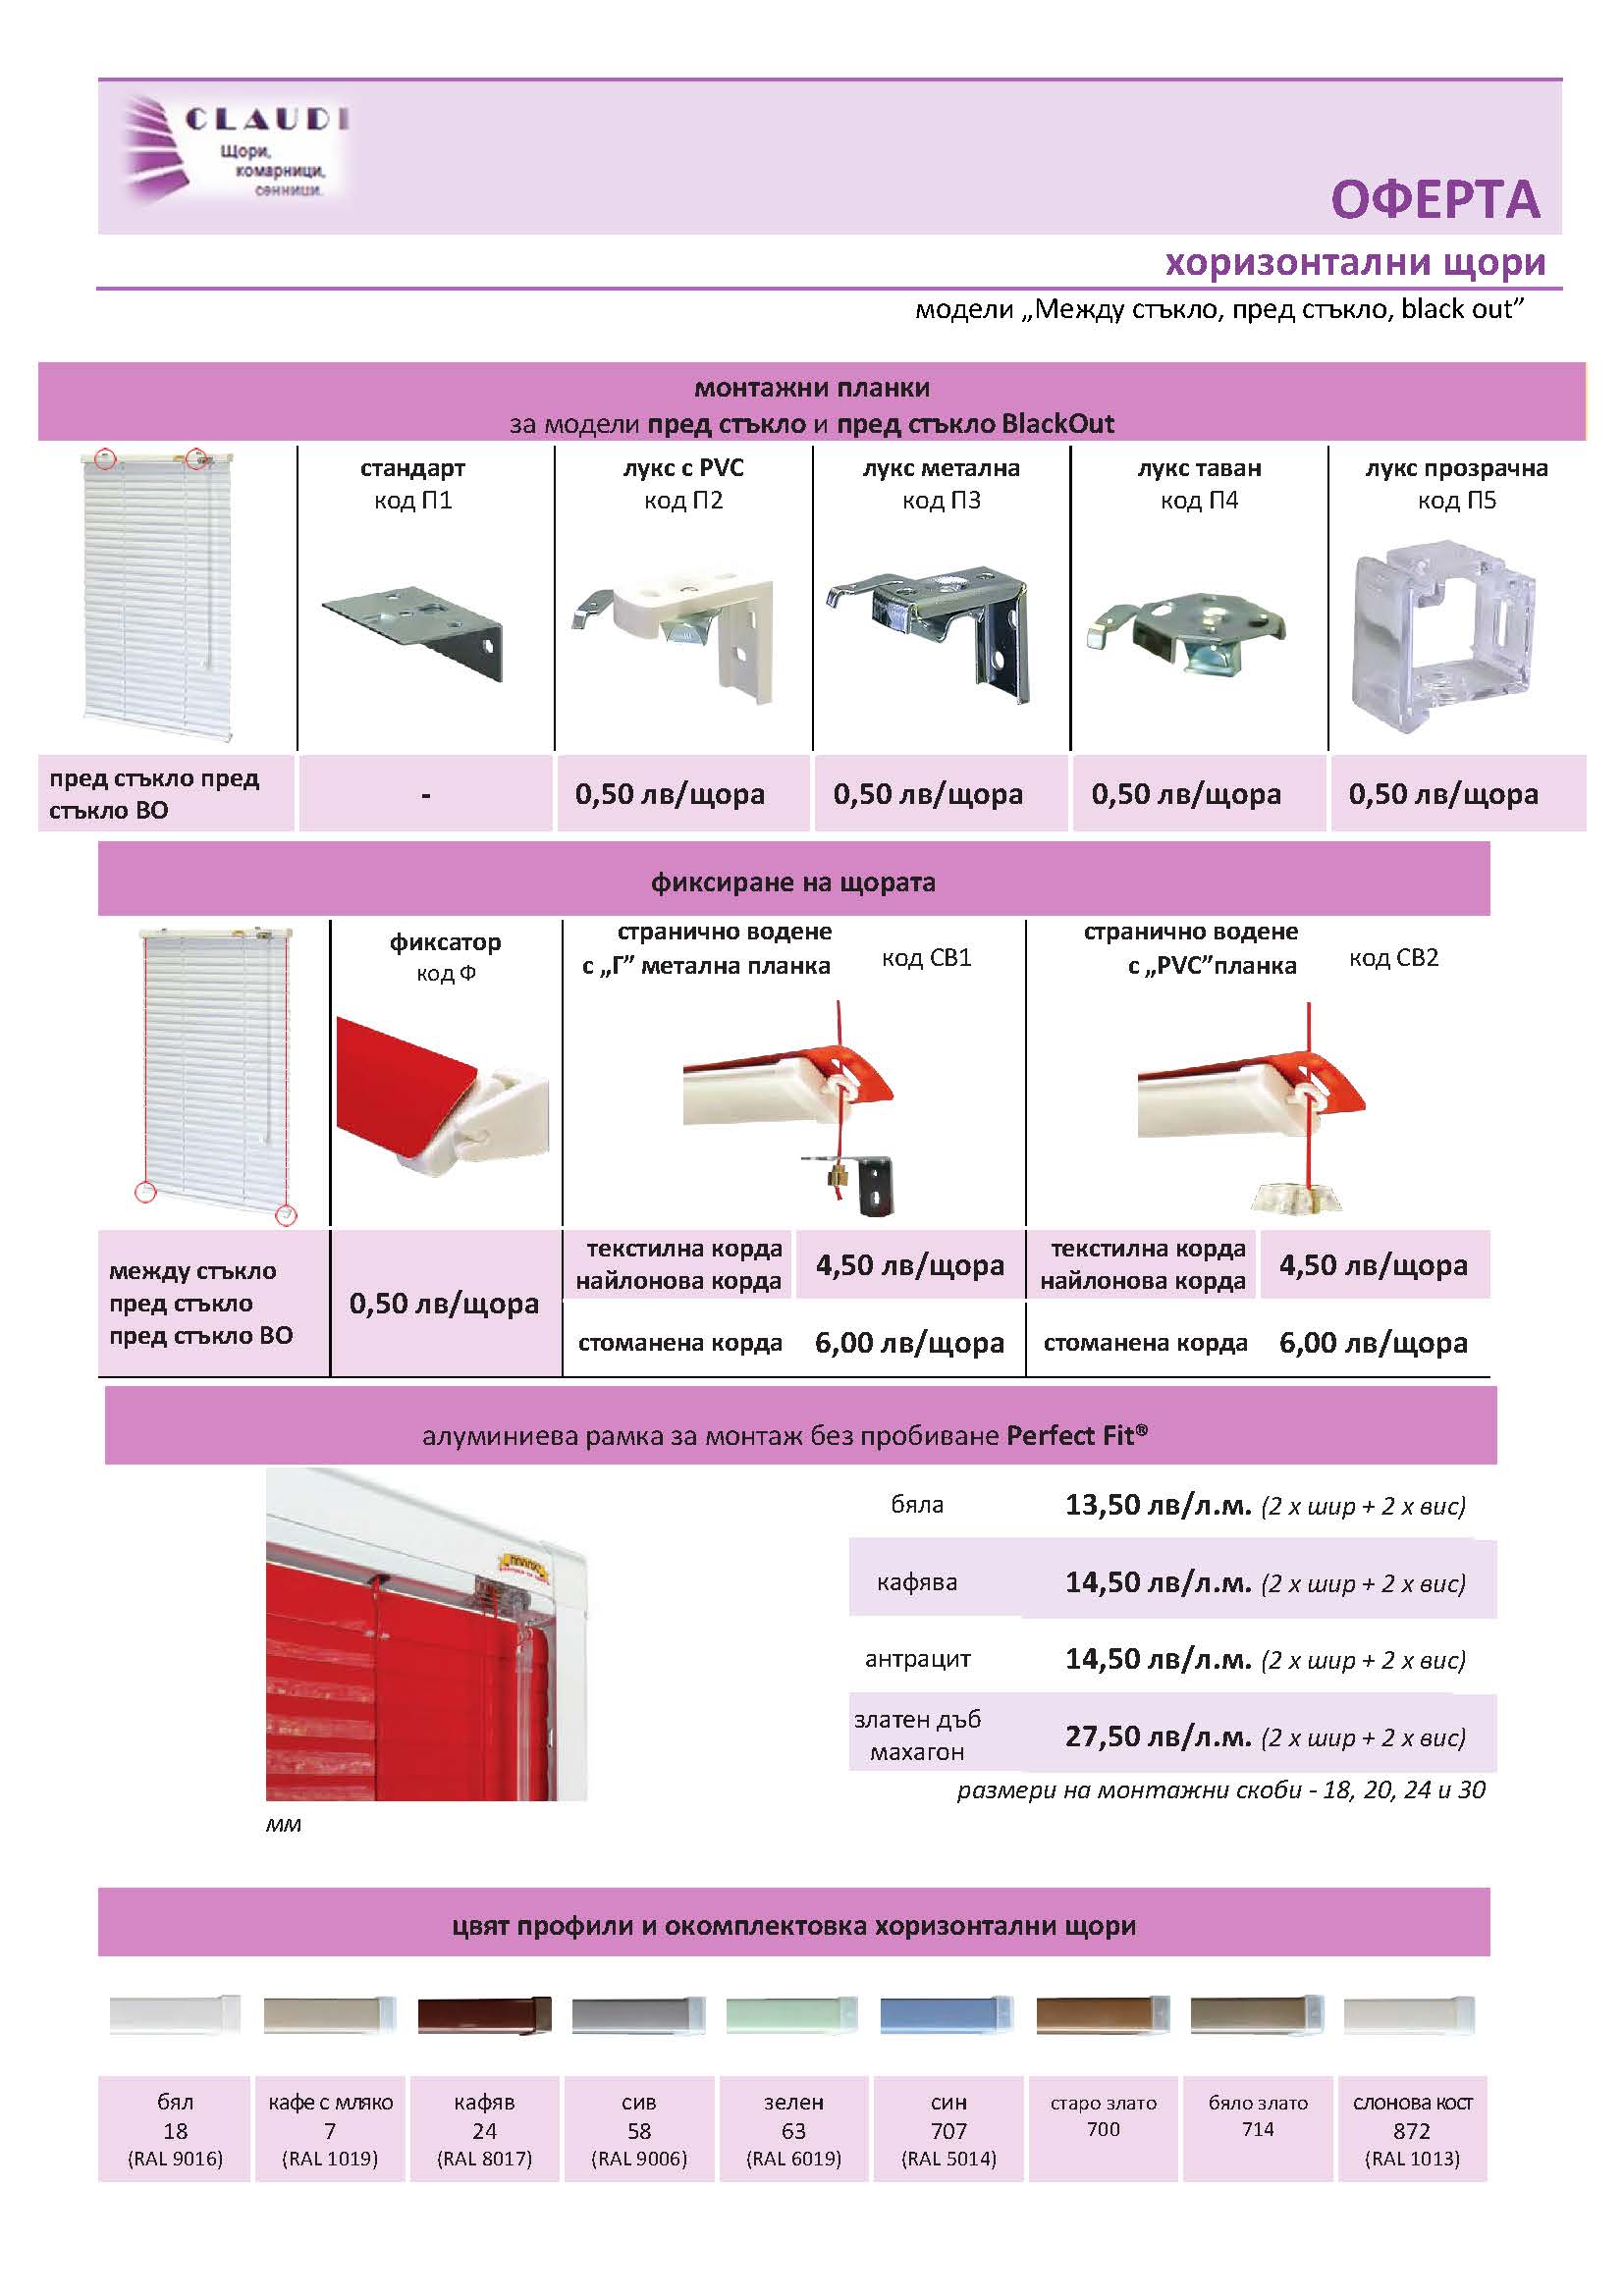 CLAUDI
Щори,
комарници,
сенници.
ОФЕРТА
хоризонтални щори
модели „Между стъкло, пред стъкло, black out”
монтажни планки
за модели пред стъкло и пред стъкло BlackOut
стандарт
код П1
лукс с PVC
код П2
лукс метална
код П3
лукс таван
код П4
лукс прозрачна
код П5
пред стъкло пред
стъкло BO
-
0,50 лв/щора
0,50 лв/щора
0,50 лв/щора
0,50 лв/щора
фиксиране на щората
фиксатор
код Ф
странично водене
с „Г” метална планка
код СВ1
странично водене
с „PVC”планка
код СВ2
между стъкло
пред стъкло
пред стъкло BO
0,50 лв/щора
текстилна корда
найлонова корда
4,50 лв/щора
текстилна корда
найлонова корда
4,50 лв/щора
стоманена корда
6,00 лв/щора
стоманена корда
6,00 лв/щора
алуминиева рамка за монтаж без пробиване Perfect Fit®
бяла
13,50 лв/л.м. (2 х шир + 2 х вис)
кафява
14,50 лв/л.м. (2 х шир + 2 х вис)
антрацит
14,50 лв/л.м. (2 х шир + 2 х вис)
златен дъб
махагон
27,50 лв/л.м. (2 х шир + 2 х вис)
размери на монтажни скоби - 18, 20, 24 и 30
мм
цвят профили и окомплектовка хоризонтални щори
бял
18
(RAL 9016)
кафе с мляко
7
(RAL 1019)
кафяв
24
(RAL 8017)
сив
58
(RAL 9006)
зелен
63
(RAL 6019)
син
707
(RAL 5014)
старо злато
700
бяло злато
714
слонова кост
872
(RAL 1013)